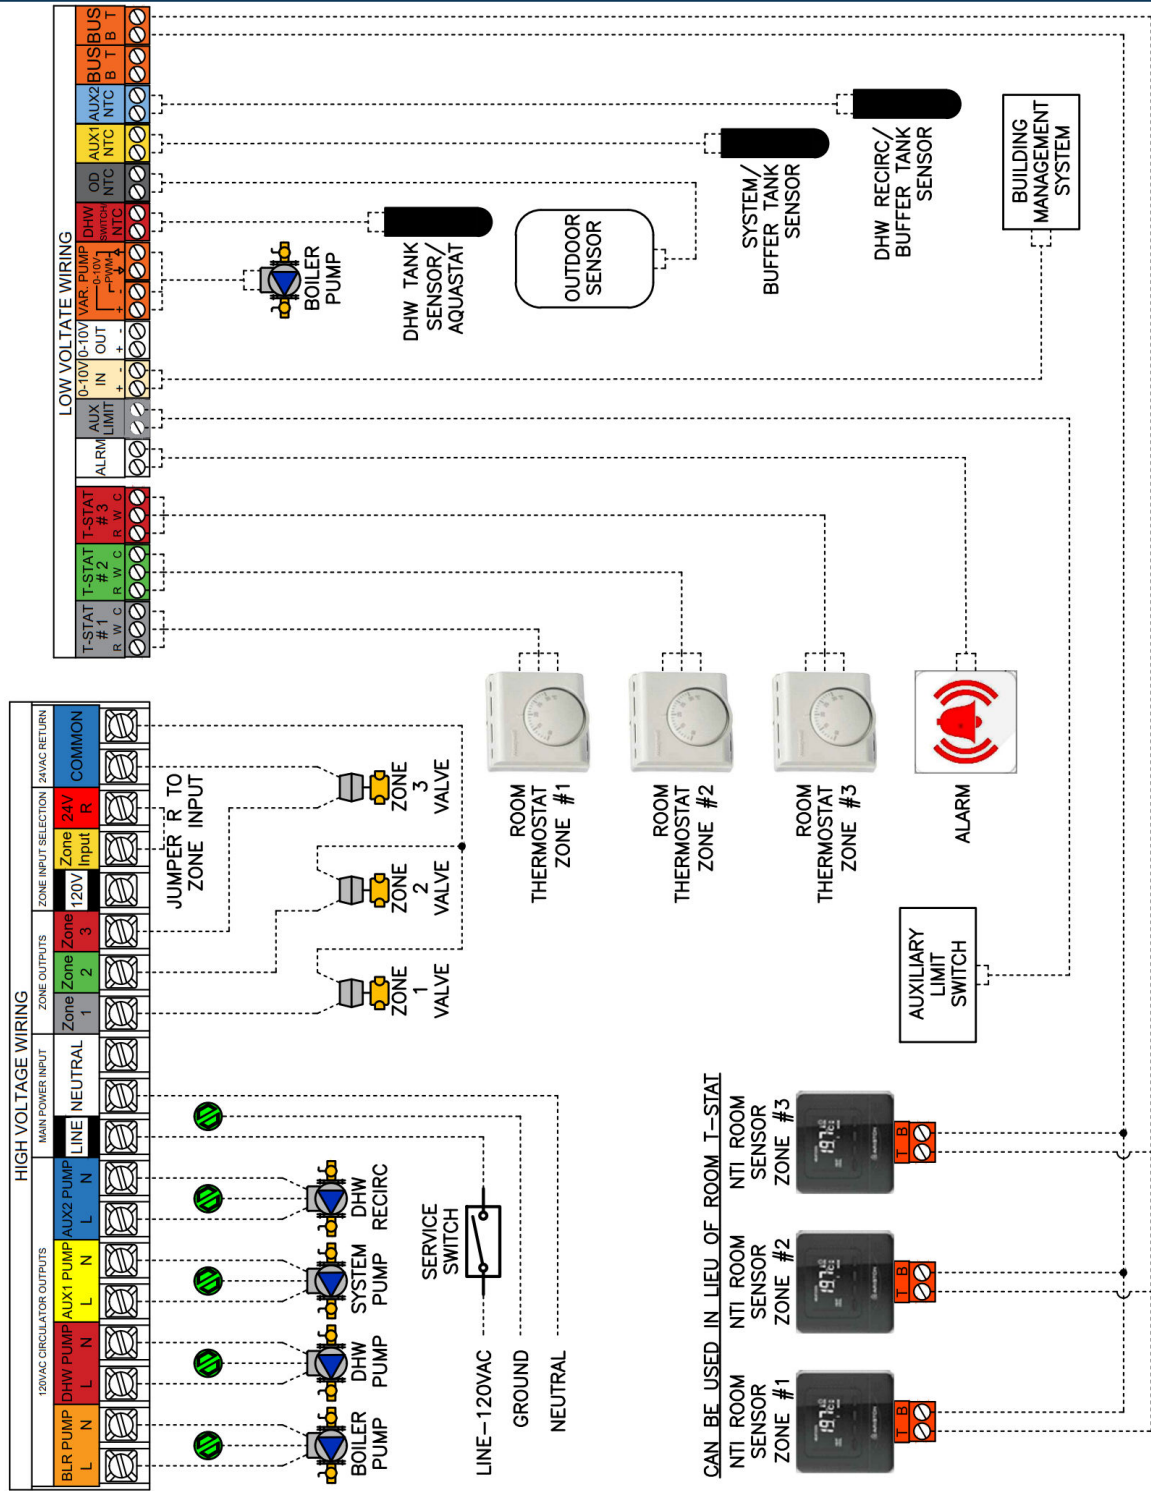 HIGH VOLTAGE WIRING
120VAC CIRCULATOR OUTPUTS
MAIN POWER INPUT
ZONE OUTPUTS
ZONE INPUT SELECTION
24VAC RETURN
BLR PUMP
L N
DHW PUMP
L N
AUX1 PUMP
L N
AUX2 PUMP
L N
LINE
NEUTRAL
Zone
1
Zone
2
Zone
3
120V
Zone
Input
24V
R
COMMON
LOW VOLTATE WIRING
T-STAT
#1
R W C
T-STAT
#2
R W C
T-STAT
#3
R W C
ALRM
AUX
LIMIT
0-10V
IN
+ -
0-10V
OUT
+ -
VAR. PUMP
0-10V
PWM
+ -
DHW
SWITCH/
NTC
OD
NTC
AUX1
NTC
AUX2
NTC
BUS
B T
BUS
B T
JUMPER R TO
ZONE INPUT
BOILER
PUMP
DHW
PUMP
SYSTEM
PUMP
DHW
RECIRC
ZONE
1
VALVE
ZONE
2
VALVE
ZONE
3
VALVE
SERVICE
SWITCH
LINE-120VAC
GROUND
NEUTRAL
BOILER
PUMP
DHW TANK
SENSOR/
AQUASTAT
OUTDOOR
SENSOR
SYSTEM/
BUFFER TANK
SENSOR
DHW RECIRC/
BUFFER TANK
SENSOR
BUILDING
MANAGEMENT
SYSTEM
ROOM
THERMOSTAT
ZONE #1
ROOM
THERMOSTAT
ZONE #2
ROOM
THERMOSTAT
ZONE #3
ALARM
AUXILIARY
LIMIT
SWITCH
CAN BE USED IN LIEU OF ROOM T-STAT
NTI ROOM
SENSOR
ZONE #1
NTI ROOM
SENSOR
ZONE #2
NTI ROOM
SENSOR
ZONE #3
ARISTON
T B
ARISTON
T B
ARISTON
T B